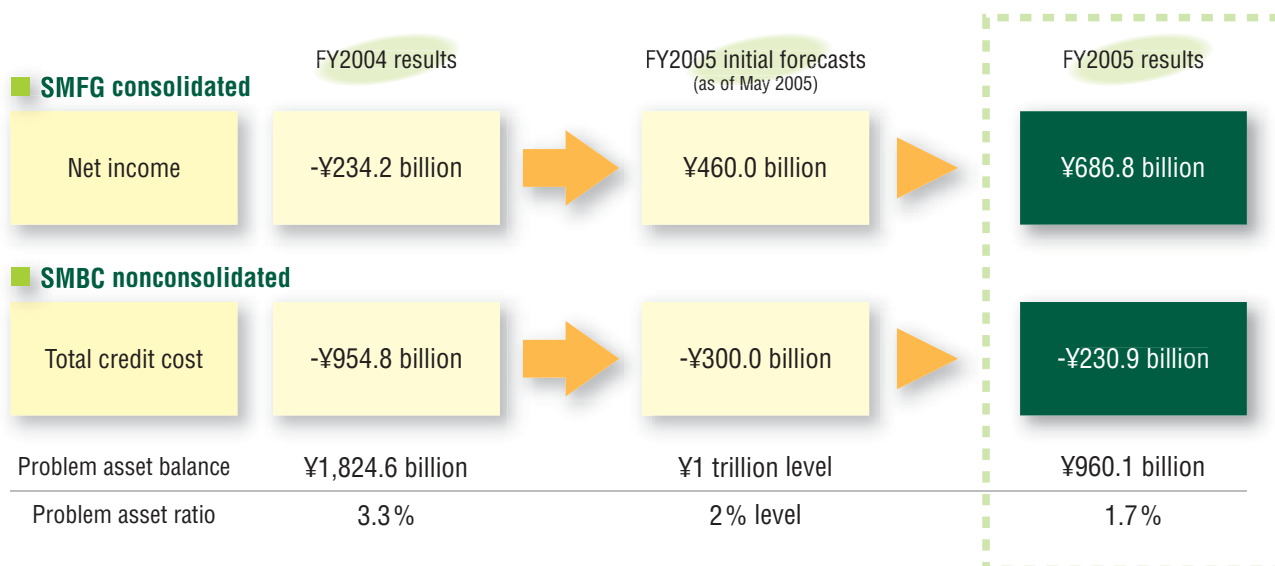 FY2004 results
FY2005 initial forecasts
(as of May 2005)
FY2005 results
SMFG consolidated
Net income
-¥234.2 billion
¥460.0 billion
¥686.8 billion
SMBC nonconsolidated
Total credit cost
-¥954.8 billion
-¥300.0 billion
-¥230.9 billion
Problem asset balance
¥1,824.6 billion
¥1 trillion level
¥960.1 billion
Problem asset ratio
3.3%
2% level
1.7%